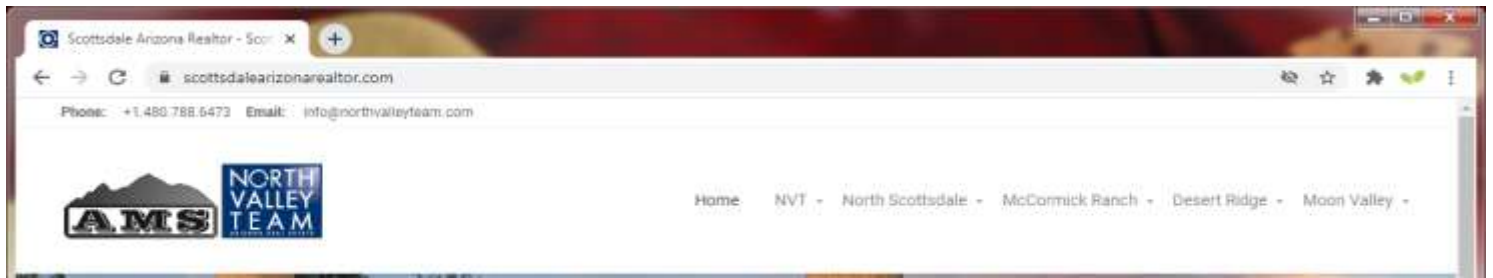 Scottsdale Arizona Realtor - Scot
scottsdalearizonarealtor.com
Phone: +1.480.788.6473 Email: info@northvalleyteam.com
AMS
NORTH
VALLEY
TEAM
Home NVT North Scottsdale McCormick Ranch Desert Ridge Moon Valley